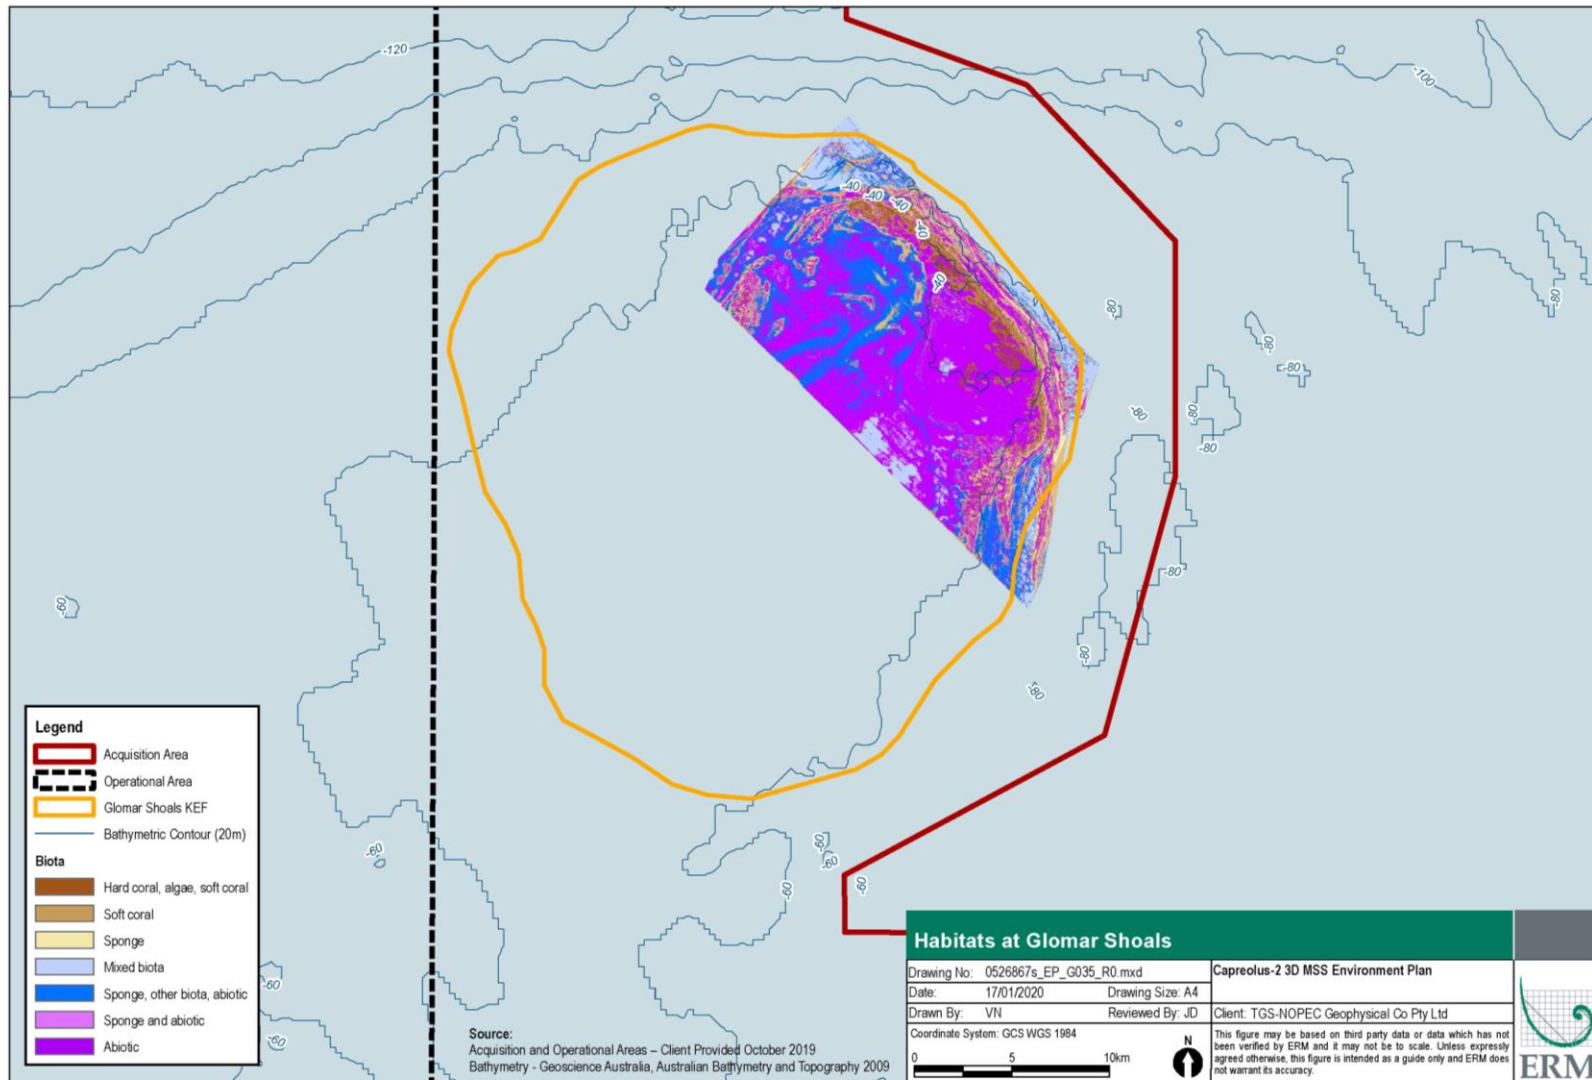 -120
-100
-40
-40
-40
-40
-40
-80
-80
-80
-80
-80
-80
-80
-60
-80
-80
-80
-60
-60
-60
-60
-60
-60
-60
Legend
Acquisition Area
Operational Area
Glomar Shoals KEF
Bathymetric Contour (20m)
Biota
Hard coral, algae, soft coral
Soft coral
Sponge
Mixed biota
Sponge, other biota, abiotic
Sponge and abiotic
Abiotic
Source:
Acquisition and Operational Areas – Client Provided October 2019
Bathymetry - Geoscience Australia, Australian Bathymetry and Topography 2009
Habitats at Glomar Shoals
Drawing No: 0526867s_EP_G035_R0.mxd
Date: 17/01/2020 Drawing Size: A4
Drawn By: VN Reviewed By: JD
Coordinate System: GCS WGS 1984
0 5 10km
N
Capreolus-2 3D MSS Environment Plan
Client: TGS-NOPEC Geophysical Co Pty Ltd
This figure may be based on third party data or data which has not
been verified by ERM and it may not be to scale. Unless expressly
agreed otherwise, this figure is intended as a guide only and ERM does
not warrant its accuracy.
ERM